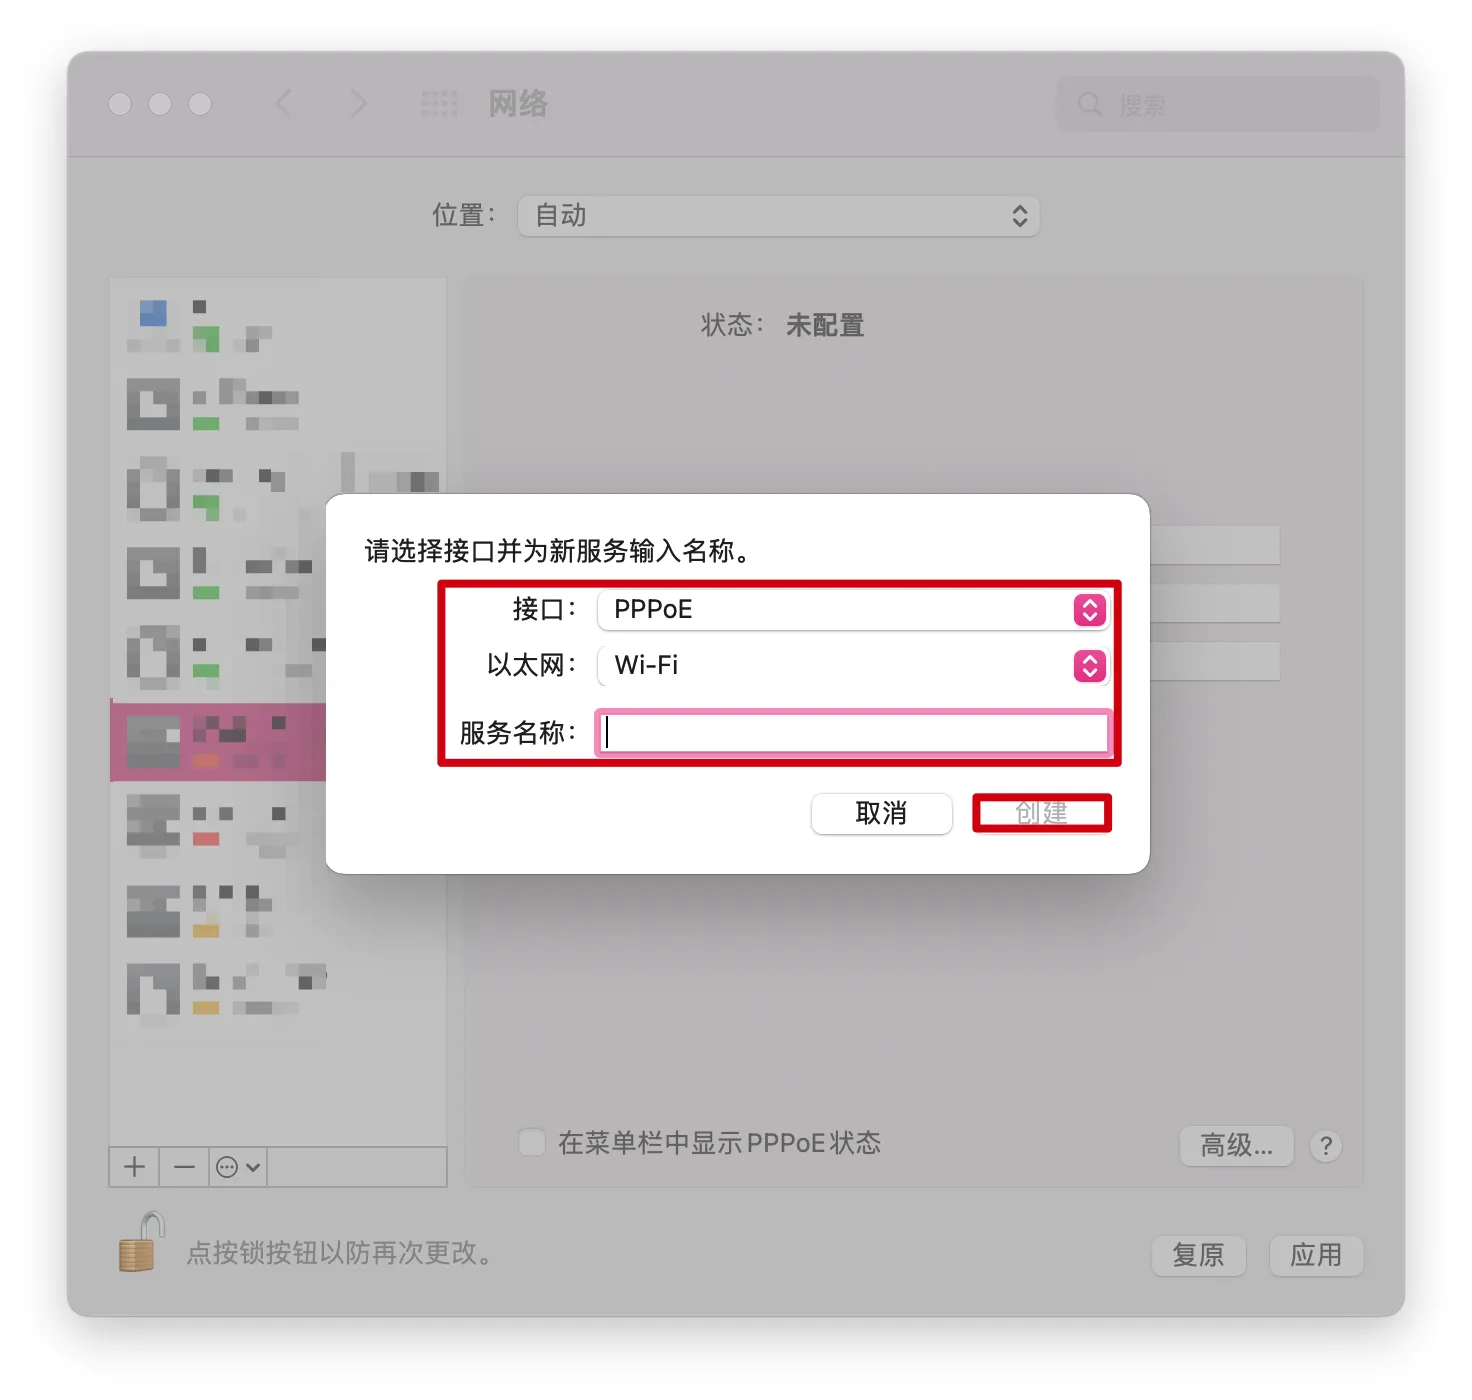 网络
搜索
位置：
自动
状态：
未配置
请选择接口并为新服务输入名称。
接口：
PPPoE
以太网：
Wi-Fi
服务名称：
取消
创建
在菜单栏中显示PPPoE状态
高级...
?
点按锁按钮以防再次更改。
复原
应用